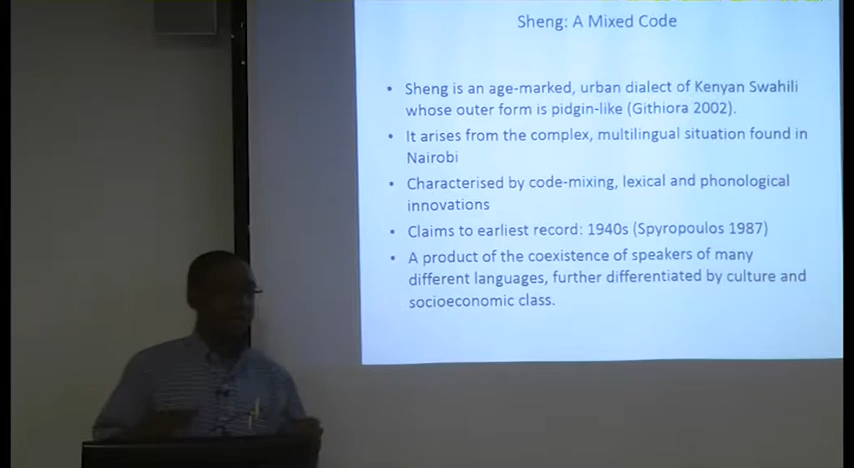 Sheng: A Mixed Code
• Sheng is an age-marked, urban dialect of Kenyan Swahili
whose outer form is pidgin-like (Githiora 2002).
• It arises from the complex, multilingual situation found in
Nairobi
• Characterised by code-mixing, lexical and phonological
innovations
• Claims to earliest record: 1940s (Spyropoulos 1987)
• A product of the coexistence of speakers of many
different languages, further differentiated by culture and
socioeconomic class.